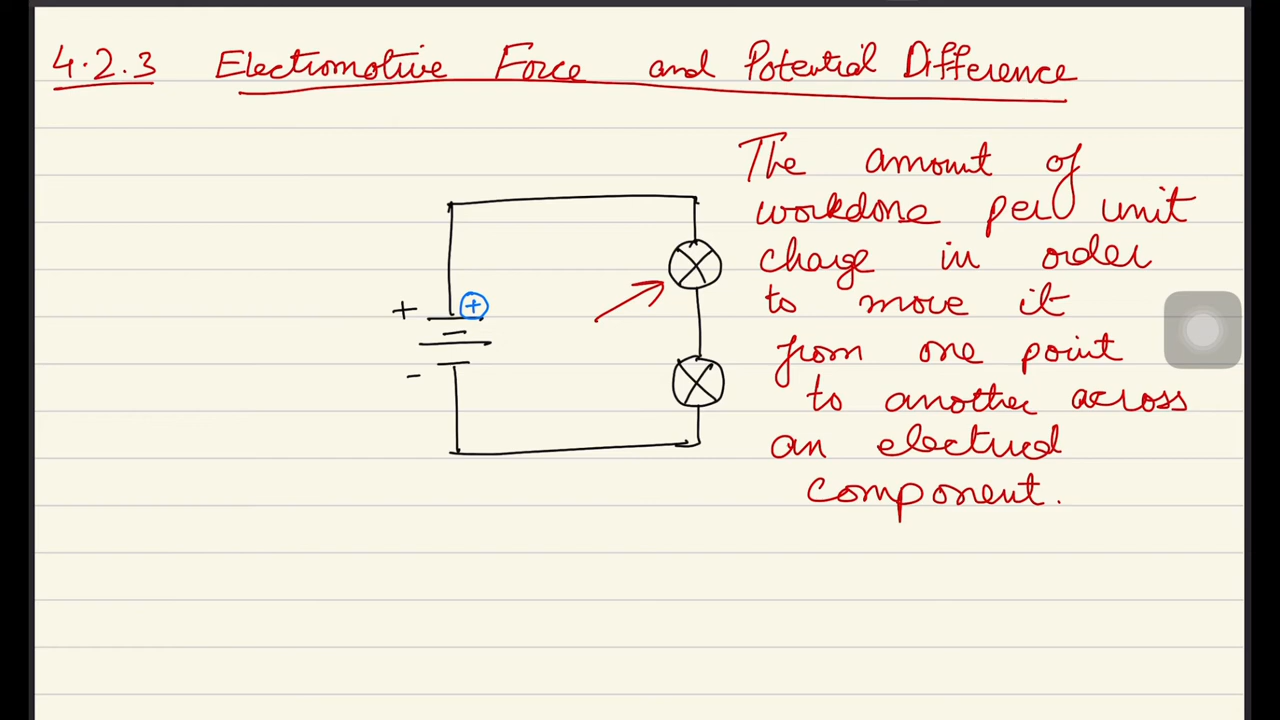 4.2.3 Electromotive Force and Potential Difference
The amount of
workdone per unit
charge in order
to move it
from one point
to another across
an electrical
component.
+
+
-